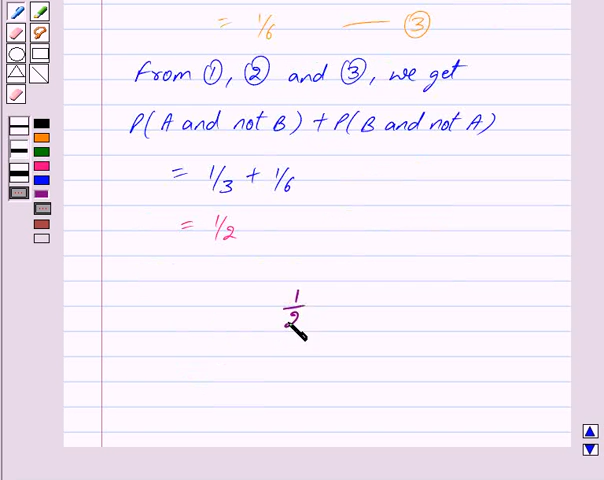 = 1/6 —— ③
From ①, ② and ③, we get
P( A and not B ) + P( B and not A )
= 1/3 + 1/6
= 1/2
1/2